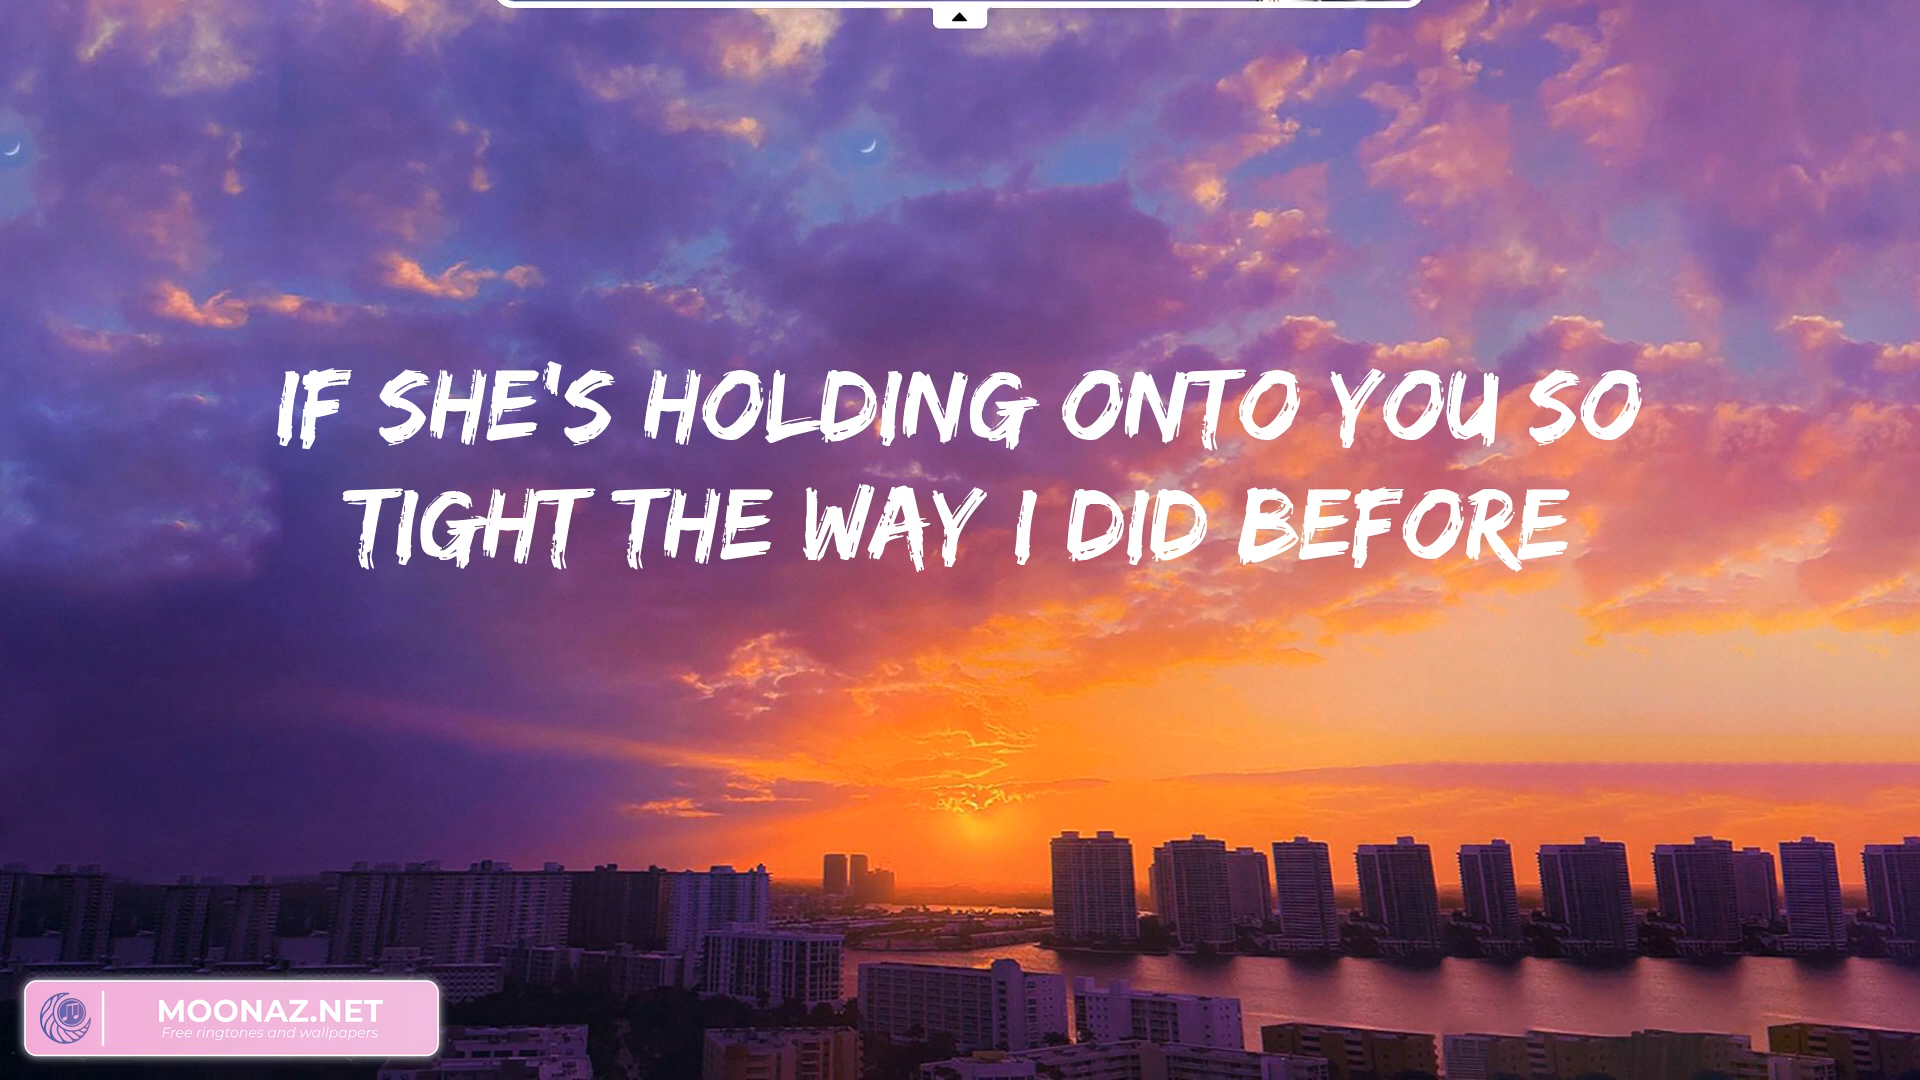 IF SHE'S HOLDING ONTO YOU SO
TIGHT THE WAY I DID BEFORE
MOONAZ.NET
Free ringtones and wallpapers